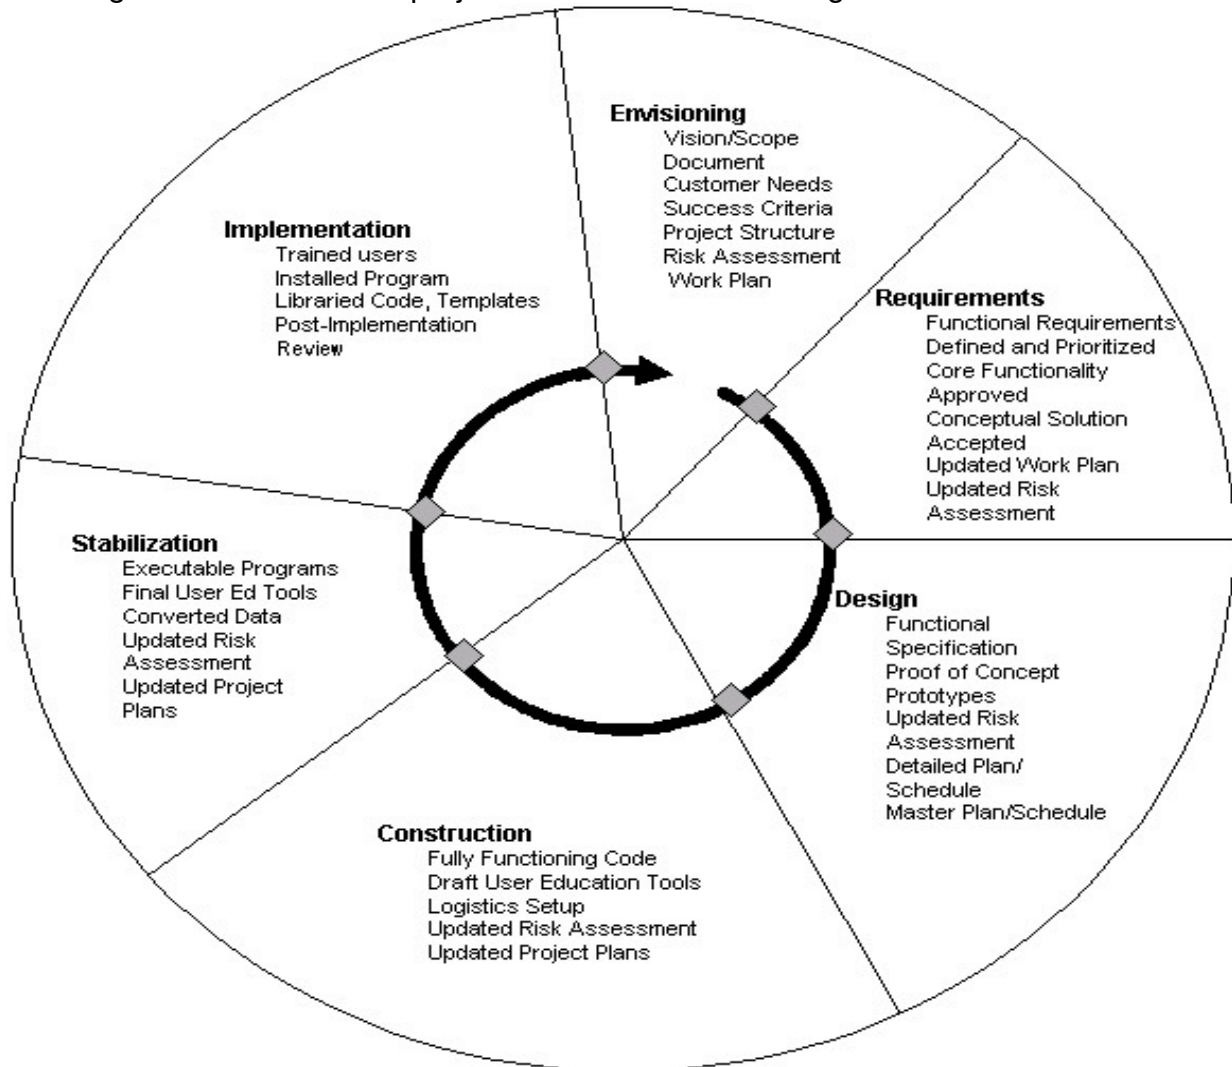 Envisioning
Vision/Scope
Document
Customer Needs
Success Criteria
Project Structure
Risk Assessment
Work Plan
Requirements
Functional Requirements
Defined and Prioritized
Core Functionality
Approved
Conceptual Solution
Accepted
Updated Work Plan
Updated Risk
Assessment
Design
Functional
Specification
Proof of Concept
Prototypes
Updated Risk
Assessment
Detailed Plan/
Schedule
Master Plan/Schedule
Construction
Fully Functioning Code
Draft User Education Tools
Logistics Setup
Updated Risk Assessment
Updated Project Plans
Stabilization
Executable Programs
Final User Ed Tools
Converted Data
Updated Risk
Assessment
Updated Project
Plans
Implementation
Trained users
Installed Program
Libraried Code, Templates
Post-Implementation
Review